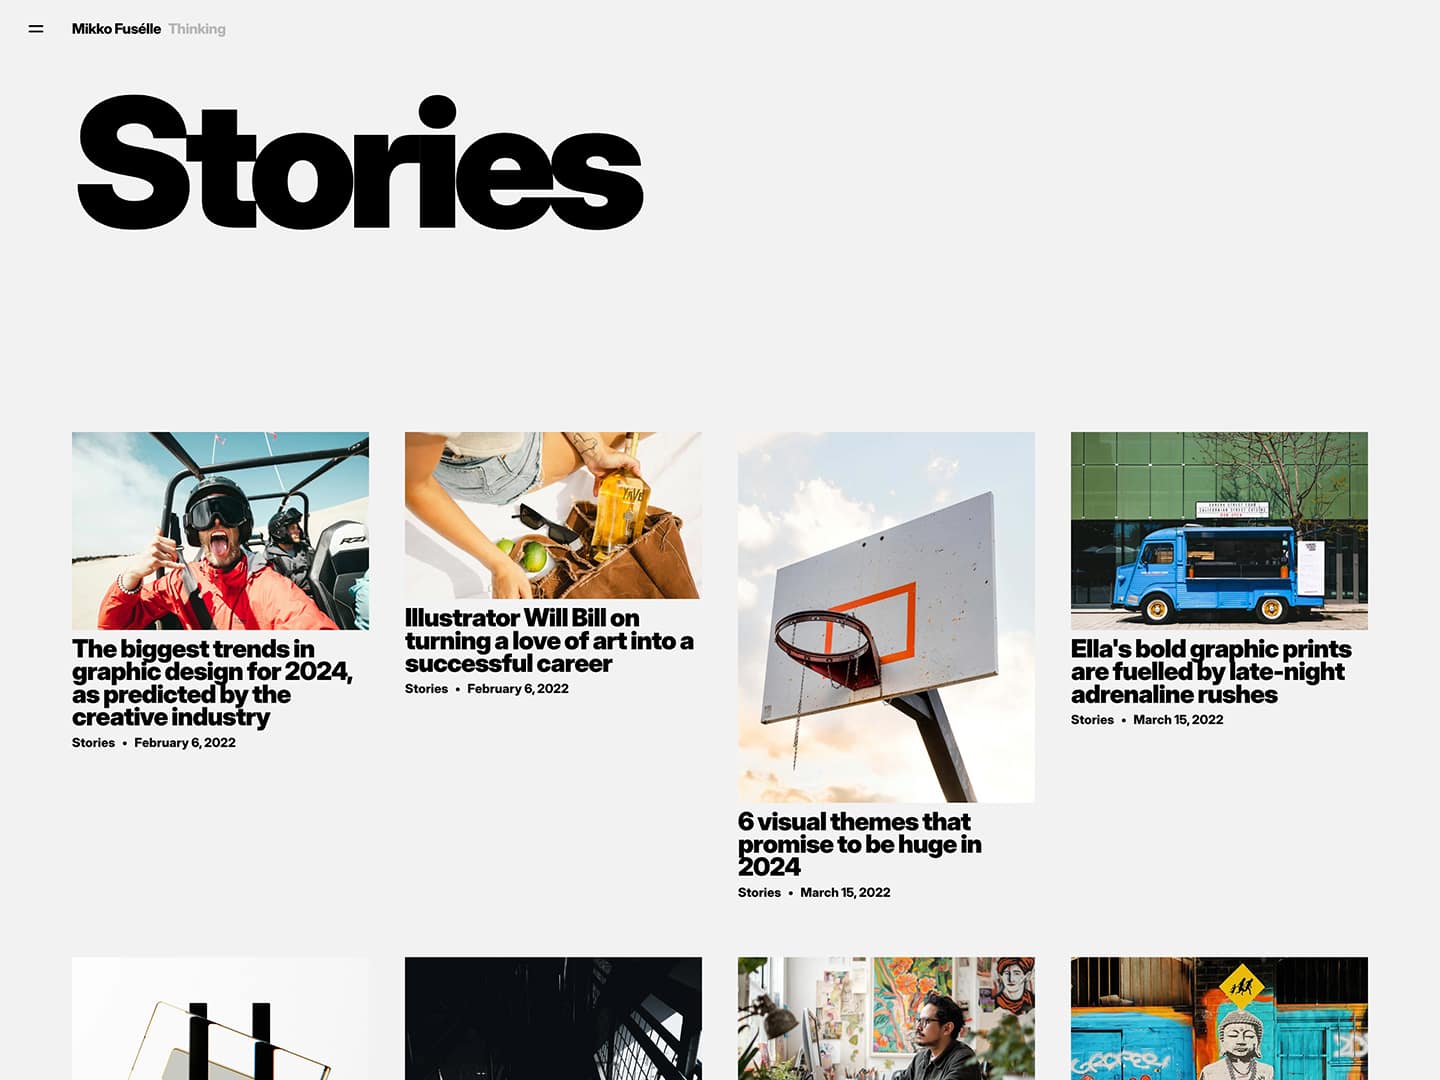 Mikko Fusélle Thinking
Stories
RZR
YAVE
The biggest trends in
graphic design for 2024,
as predicted by the
creative industry
Stories • February 6, 2022
Illustrator Will Bill on
turning a love of art into a
successful career
Stories • February 6, 2022
6 visual themes that
promise to be huge in
2024
Stories • March 15, 2022
Ella's bold graphic prints
are fuelled by late-night
adrenaline rushes
Stories • March 15, 2022